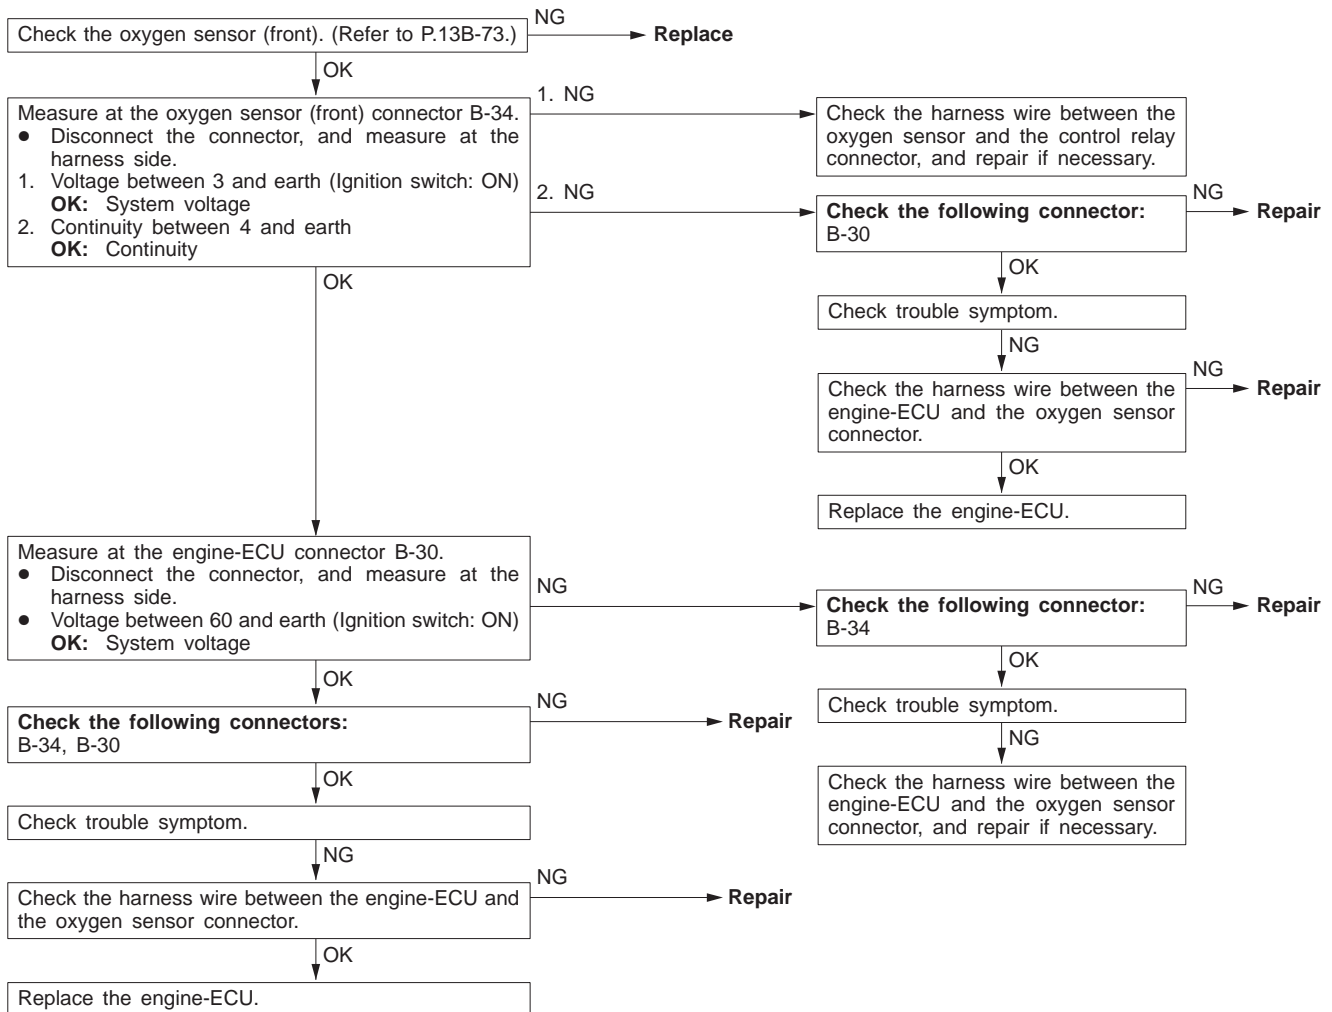 Check the oxygen sensor (front). (Refer to P.13B-73.)
NG
Replace
OK
Measure at the oxygen sensor (front) connector B-34.
● Disconnect the connector, and measure at the
harness side.
1. Voltage between 3 and earth (Ignition switch: ON)
OK: System voltage
2. Continuity between 4 and earth
OK: Continuity
1. NG
Check the harness wire between the
oxygen sensor and the control relay
connector, and repair if necessary.
2. NG
Check the following connector:
B-30
NG
Repair
OK
Check trouble symptom.
NG
Check the harness wire between the
engine-ECU and the oxygen sensor
connector.
NG
Repair
OK
Replace the engine-ECU.
OK
Measure at the engine-ECU connector B-30.
● Disconnect the connector, and measure at the
harness side.
● Voltage between 60 and earth (Ignition switch: ON)
OK: System voltage
NG
Check the following connector:
B-34
NG
Repair
OK
Check trouble symptom.
NG
Check the harness wire between the
engine-ECU and the oxygen sensor
connector, and repair if necessary.
OK
Check the following connectors:
B-34, B-30
NG
Repair
OK
Check trouble symptom.
NG
Check the harness wire between the engine-ECU and
the oxygen sensor connector.
NG
Repair
OK
Replace the engine-ECU.